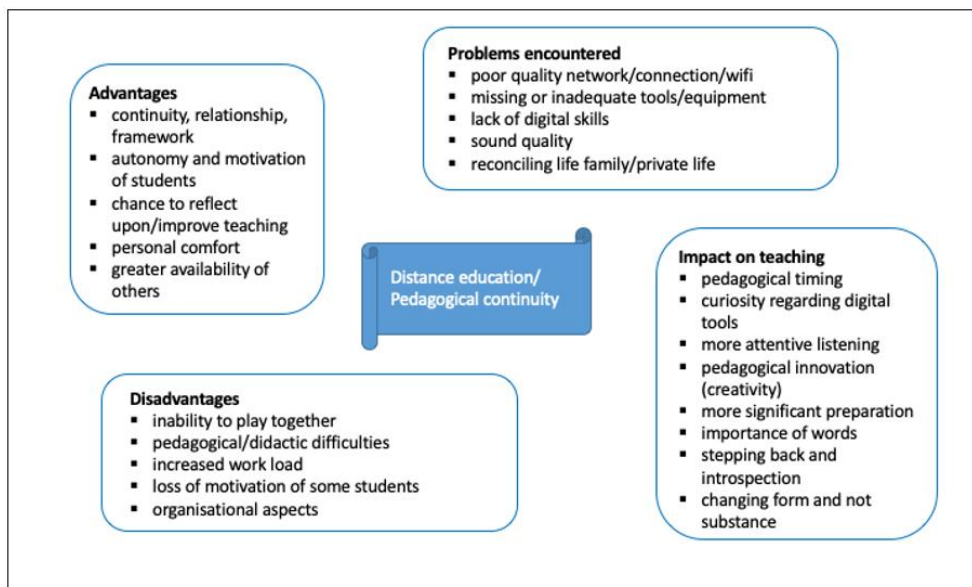 Problems encountered
▪ poor quality network/connection/wifi
▪ missing or inadequate tools/equipment
▪ lack of digital skills
▪ sound quality
▪ reconciling life family/private life
Advantages
▪ continuity, relationship,
framework
▪ autonomy and motivation
of students
▪ chance to reflect
upon/improve teaching
▪ personal comfort
▪ greater availability of
others
Distance education/
Pedagogical continuity
Impact on teaching
▪ pedagogical timing
▪ curiosity regarding digital
tools
▪ more attentive listening
▪ pedagogical innovation
(creativity)
▪ more significant preparation
▪ importance of words
▪ stepping back and
introspection
▪ changing form and not
substance
Disadvantages
▪ inability to play together
▪ pedagogical/didactic difficulties
▪ increased work load
▪ loss of motivation of some students
▪ organisational aspects